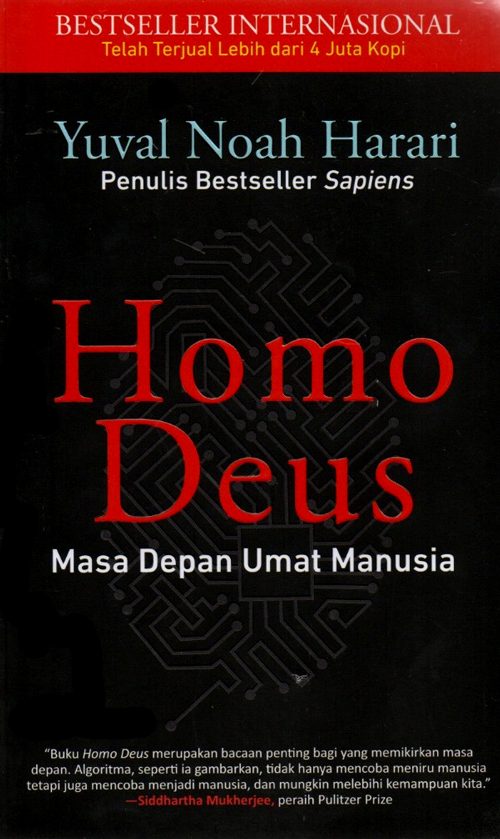 BESTSELLER INTERNASIONAL
Telah Terjual Lebih dari 4 Juta Kopi
Yuval Noah Harari
Penulis Bestseller Sapiens
Homo
Deus
Masa Depan Umat Manusia
“Buku Homo Deus merupakan bacaan penting bagi yang memikirkan masa
depan. Algoritma, seperti ia gambarkan, tidak hanya mencoba meniru manusia
tetapi juga mencoba menjadi manusia, dan mungkin melebihi kemampuan kita.”
—Siddhartha Mukherjee, peraih Pulitzer Prize